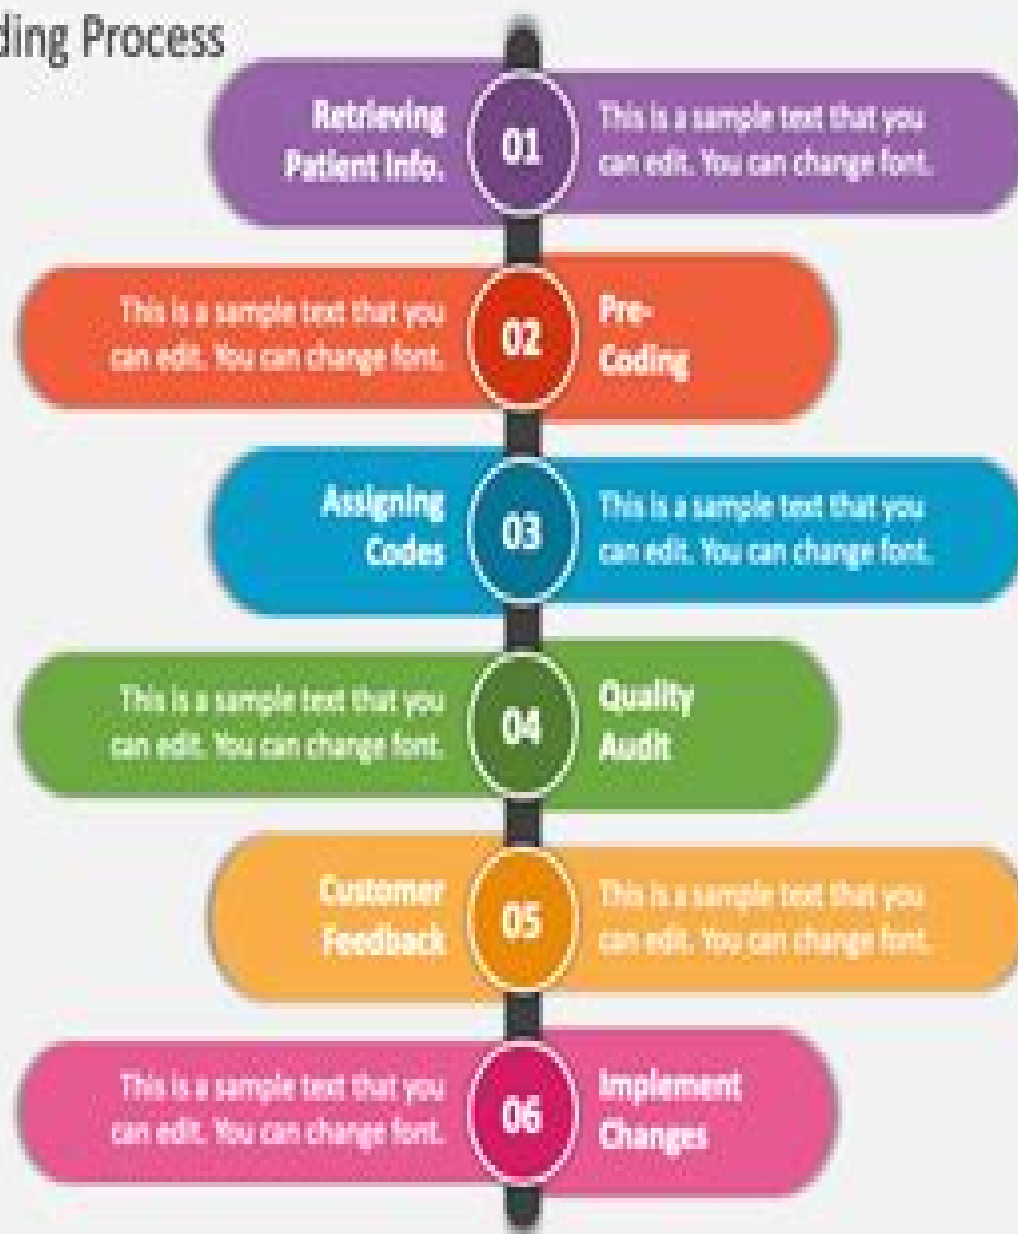 ding Process
Retrieving
Patient Info.
01
This is a sample text that you
can edit. You can change font.
This is a sample text that you
can edit. You can change font.
02
Pre-
Coding
Assigning
Codes
03
This is a sample text that you
can edit. You can change font.
This is a sample text that you
can edit. You can change font.
04
Quality
Audit
Customer
Feedback
05
This is a sample text that you
can edit. You can change font.
This is a sample text that you
can edit. You can change font.
06
Implement
Changes